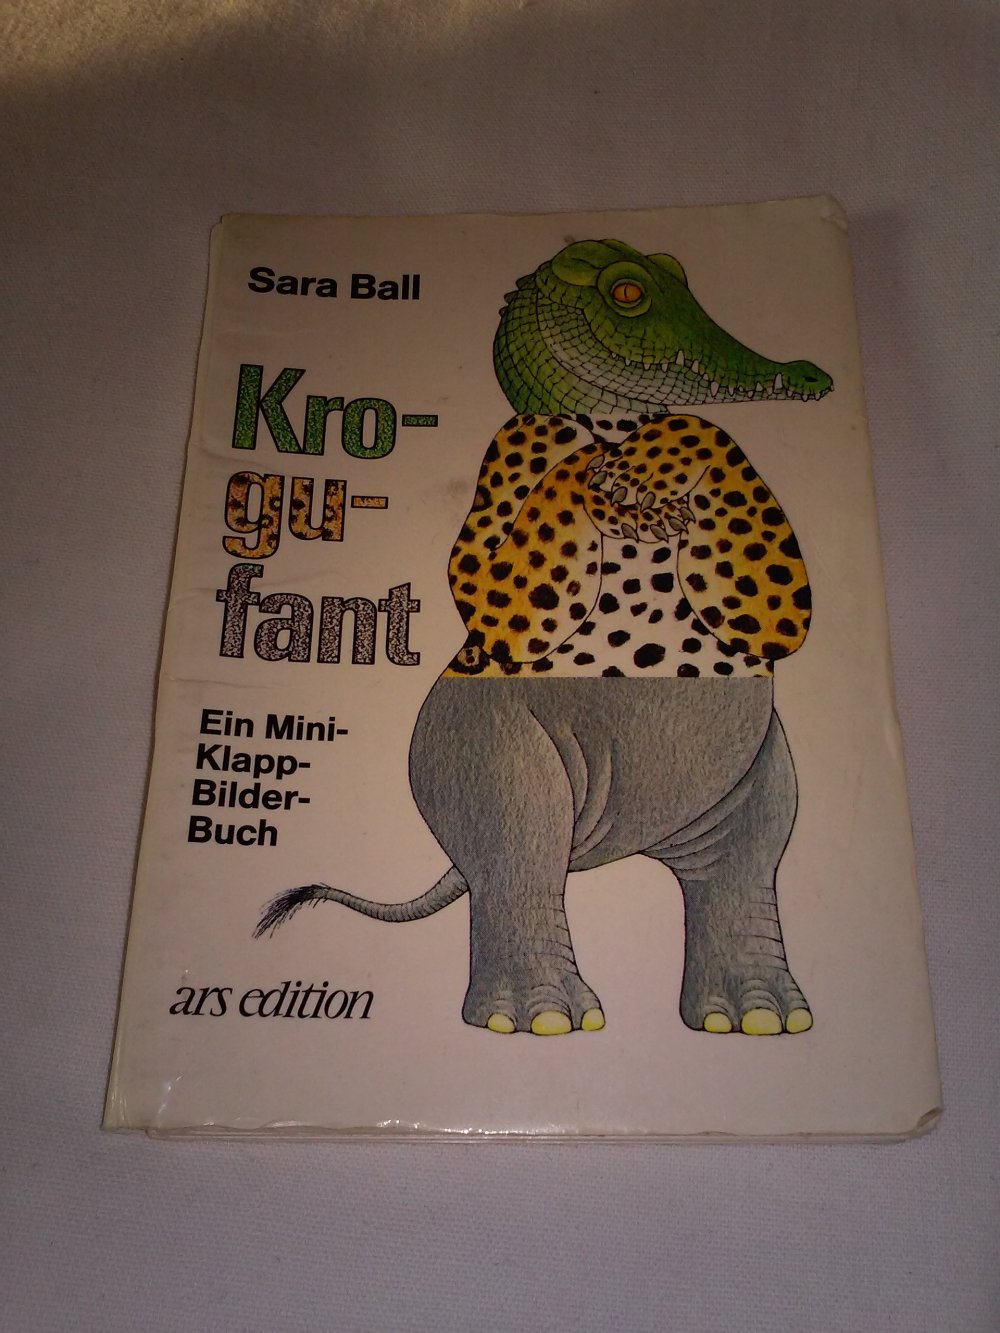 Sara Ball
Kro-
gu-
fant
Ein Mini-
Klapp-
Bilder-
Buch
ars edition